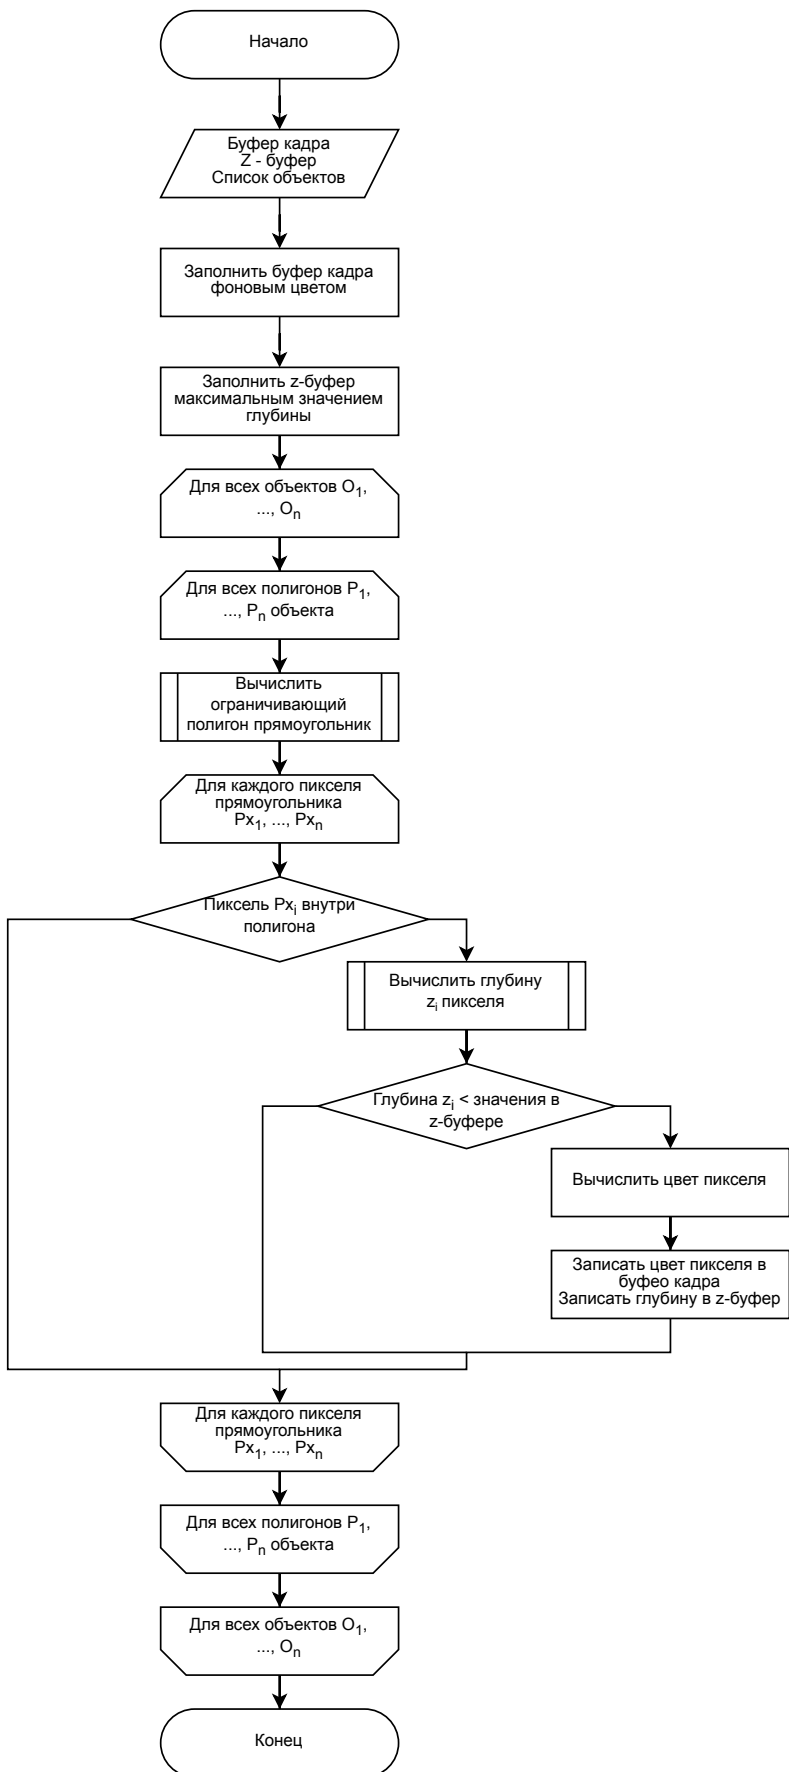 Начало
Буфер кадра
Z - буфер
Список объектов
Заполнить буфер кадра
фоновым цветом
Заполнить z-буфер
максимальным значением
глубины
Для всех объектов O₁,
..., Oₙ
Для всех полигонов P₁,
..., Pₙ объекта
Вычислить
ограничивающий
полигон прямоугольник
Для каждого пикселя
прямоугольника
Px₁, ..., Pxₙ
Пиксель Pxᵢ внутри
полигона
Вычислить глубину
zᵢ пикселя
Глубина zᵢ < значения в
z-буфере
Вычислить цвет пикселя
Записать цвет пикселя в
буфео кадра
Записать глубину в z-буфер
Для каждого пикселя
прямоугольника
Px₁, ..., Pxₙ
Для всех полигонов P₁,
..., Pₙ объекта
Для всех объектов O₁,
..., Oₙ
Конец